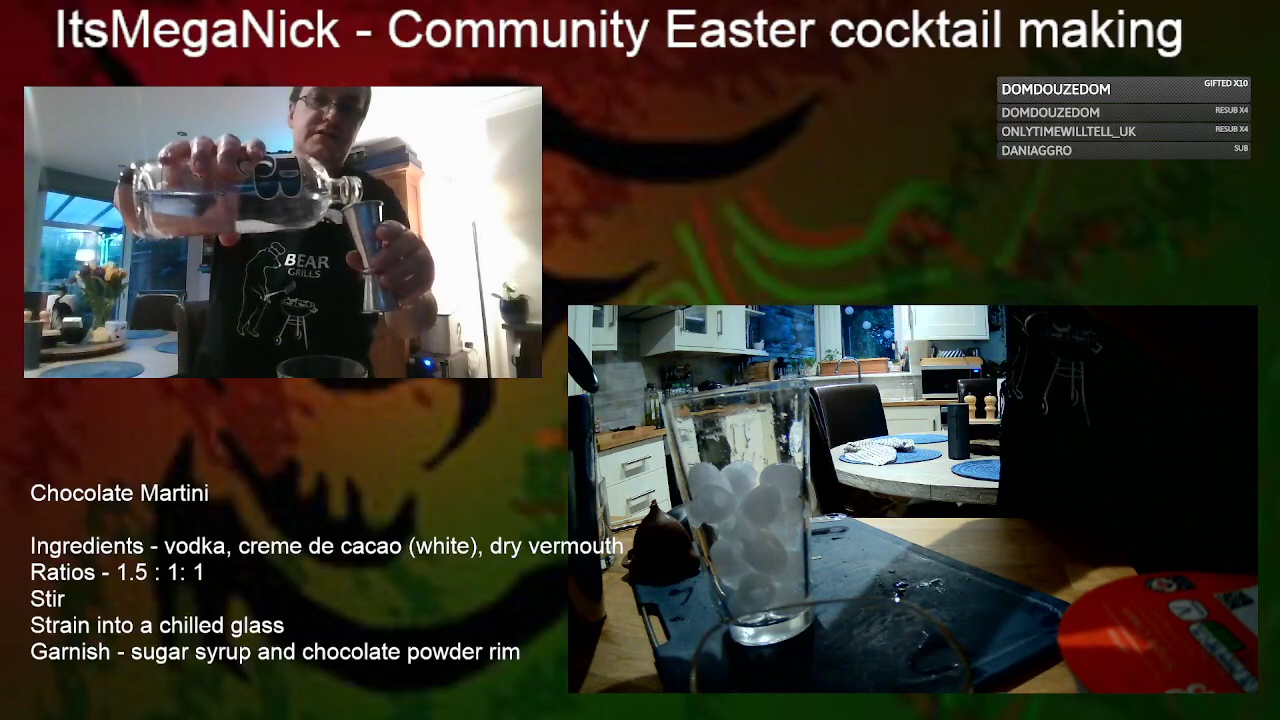 ItsMegaNick - Community Easter cocktail making
DOMDOUZEDOM GIFTED X10
DOMDOUZEDOM RESUB X4
ONLYTIMEWILLTELL_UK RESUB X4
DANIAGGRO SUB
BEAR
GRILLS
Chocolate Martini
Ingredients - vodka, creme de cacao (white), dry vermouth
Ratios - 1.5 : 1: 1
Stir
Strain into a chilled glass
Garnish - sugar syrup and chocolate powder rim